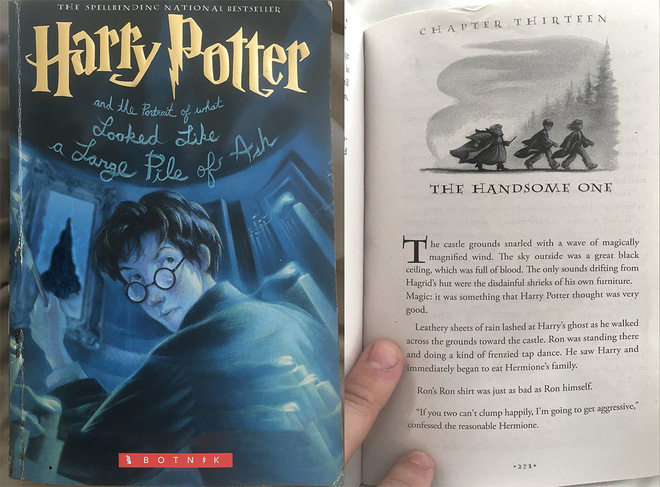 THE SPELLBINDING NATIONAL BESTSELLER
Harry Potter
and the Portrait of what
Looked Like
a Large Pile of Ash
BOTNIK
CHAPTER THIRTEEN
THE HANDSOME ONE
The castle grounds snarled with a wave of magically
magnified wind. The sky outside was a great black
ceiling, which was full of blood. The only sounds drifting from
Hagrid's hut were the disdainful shrieks of his own furniture.
Magic: it was something that Harry Potter thought was very
good.
Leathery sheets of rain lashed at Harry's ghost as he walked
across the grounds toward the castle. Ron was standing there
and doing a kind of frenzied tap dance. He saw Harry and
immediately began to eat Hermione's family.
Ron's Ron shirt was just as bad as Ron himself.
"If you two can't clump happily, I'm going to get aggressive,"
confessed the reasonable Hermione.
•271•